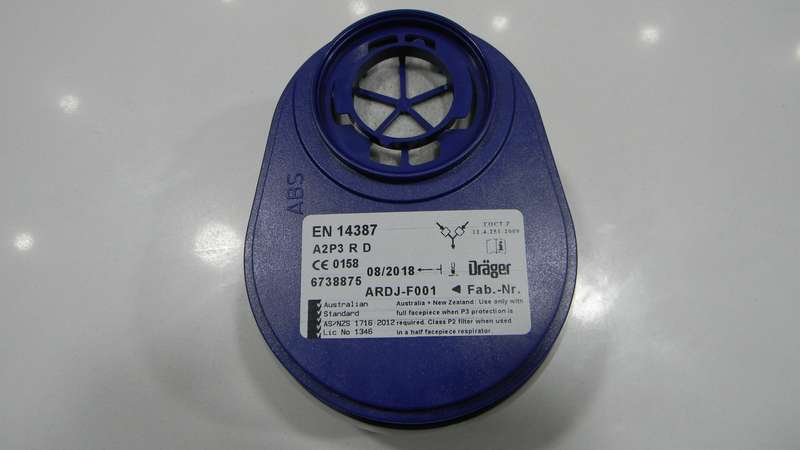 ABS
EN 14387
A2P3 R D
CE 0158
6738875
08/2018
ГОСТ Р
12.4.251 2009
Dräger
ARDJ-F001 ◄ Fab.-Nr.
Australian
Standard
AS/NZS 1716:2012
Lic No 1346
Australia + New Zealand: Use only with
full facepiece when P3 protection is
required. Class P2 filter when used
in a half facepiece respirator.